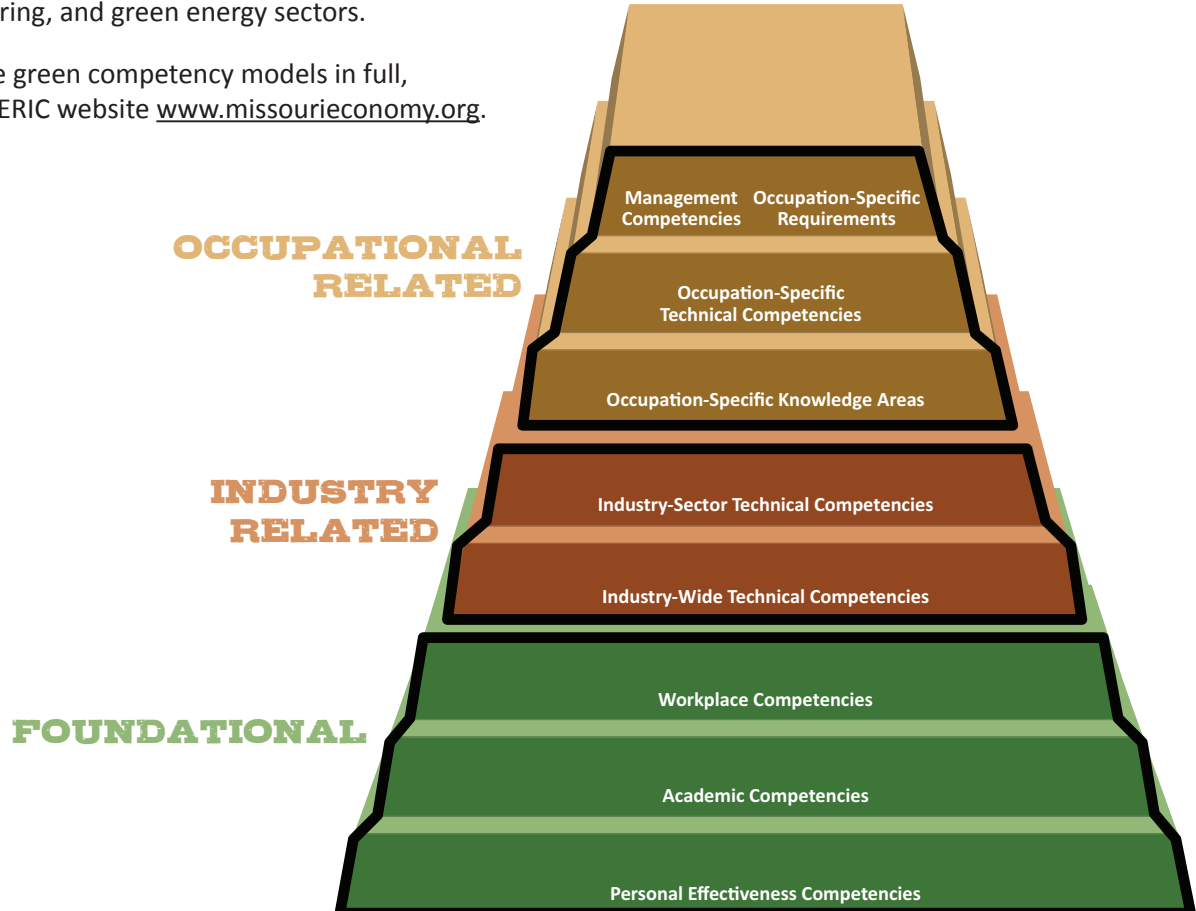 ring, and green energy sectors.
e green competency models in full,
ERIC website www.missourieconomy.org.
Management Occupation-Specific
Competencies Requirements
OCCUPATIONAL
RELATED
Occupation-Specific
Technical Competencies
Occupation-Specific Knowledge Areas
INDUSTRY
RELATED
Industry-Sector Technical Competencies
Industry-Wide Technical Competencies
Workplace Competencies
FOUNDATIONAL
Academic Competencies
Personal Effectiveness Competencies